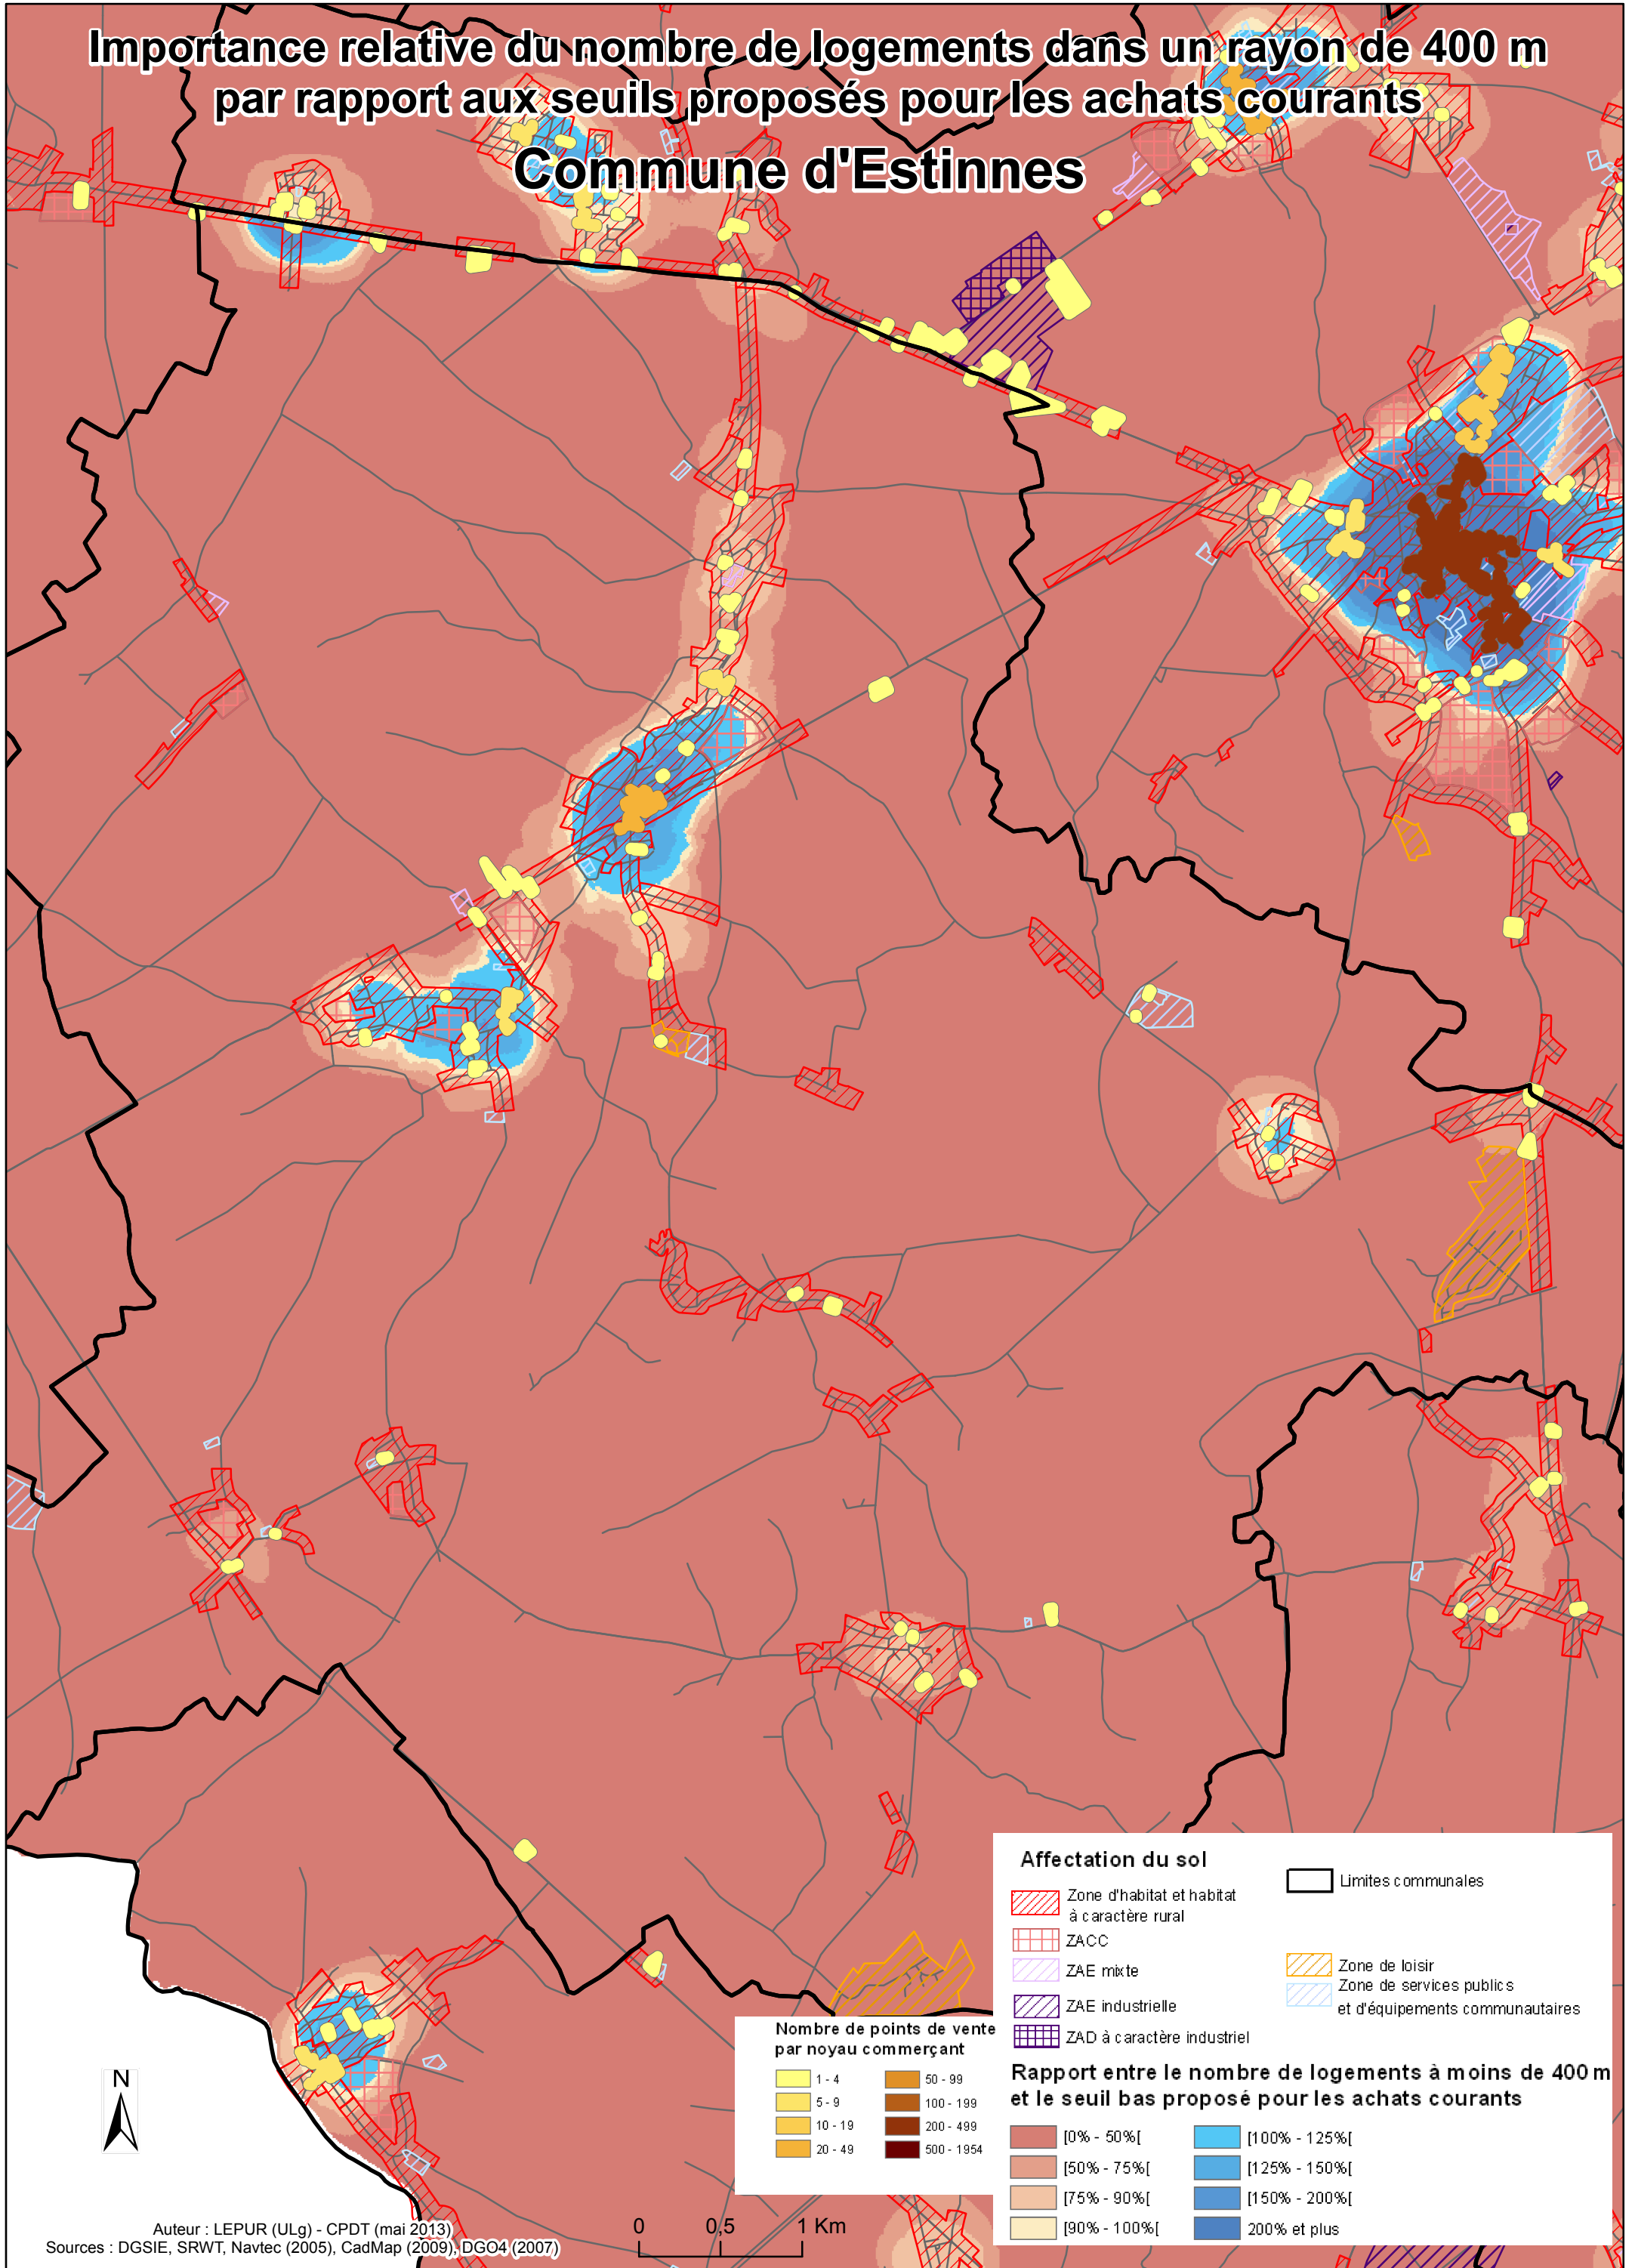 Importance relative du nombre de logements dans un rayon de 400 m
par rapport aux seuils proposés pour les achats courants
Commune d'Estinnes
Affectation du sol
Zone d'habitat et habitat
à caractère rural
ZACC
ZAE mixte
ZAE industrielle
ZAD à caractère industriel
Limites communales
Zone de loisir
Zone de services publics
et d'équipements communautaires
Nombre de points de vente
par noyau commerçant
1 - 4
5 - 9
10 - 19
20 - 49
50 - 99
100 - 199
200 - 499
500 - 1954
Rapport entre le nombre de logements à moins de 400 m
et le seuil bas proposé pour les achats courants
[0% - 50%[
[50% - 75%[
[75% - 90%[
[90% - 100%[
[100% - 125%[
[125% - 150%[
[150% - 200%[
200% et plus
N
0 0,5 1 Km
Auteur : LEPUR (ULg) - CPDT (mai 2013)
Sources : DGSIE, SRWT, Navtec (2005), CadMap (2009), DGO4 (2007)